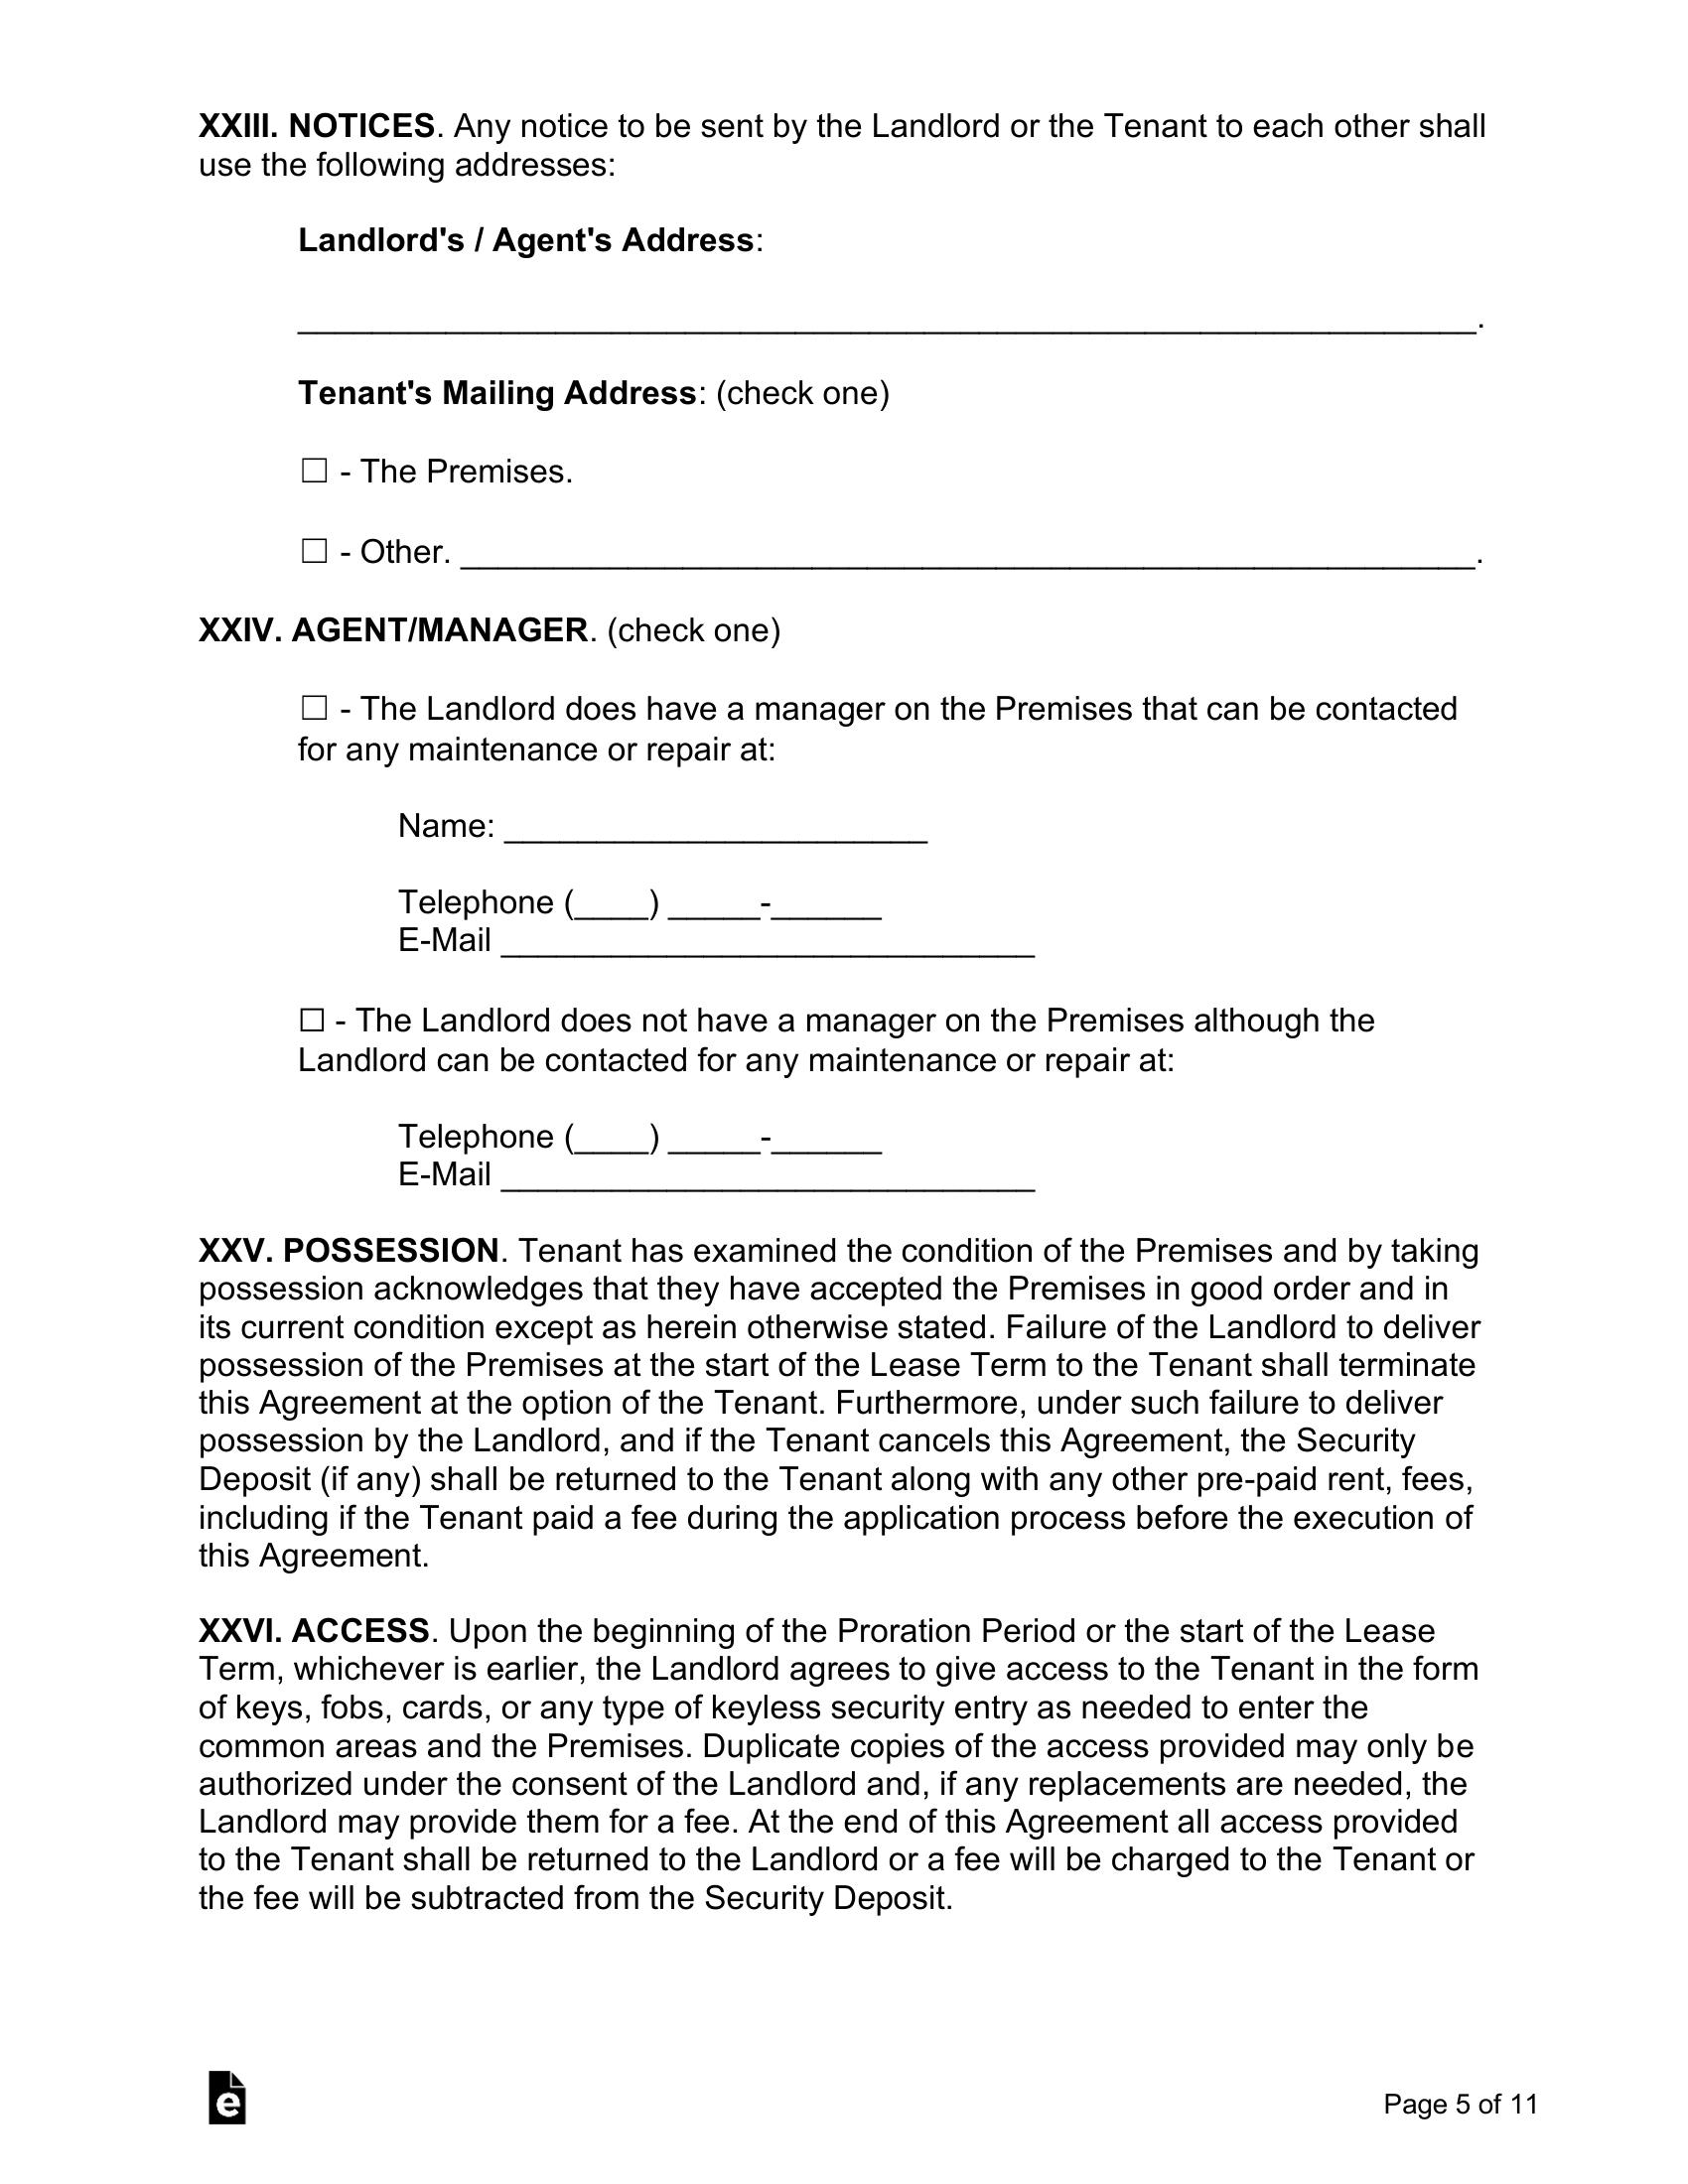 XXIII. NOTICES. Any notice to be sent by the Landlord or the Tenant to each other shall
use the following addresses:
Landlord's / Agent's Address:
________________________________________________________________.
Tenant's Mailing Address: (check one)
☐ - The Premises.
☐ - Other. _______________________________________________________.
XXIV. AGENT/MANAGER. (check one)
☐ - The Landlord does have a manager on the Premises that can be contacted
for any maintenance or repair at:
Name: _______________________
Telephone (____) _____-______
E-Mail _____________________________
☐ - The Landlord does not have a manager on the Premises although the
Landlord can be contacted for any maintenance or repair at:
Telephone (____) _____-______
E-Mail _____________________________
XXV. POSSESSION. Tenant has examined the condition of the Premises and by taking
possession acknowledges that they have accepted the Premises in good order and in
its current condition except as herein otherwise stated. Failure of the Landlord to deliver
possession of the Premises at the start of the Lease Term to the Tenant shall terminate
this Agreement at the option of the Tenant. Furthermore, under such failure to deliver
possession by the Landlord, and if the Tenant cancels this Agreement, the Security
Deposit (if any) shall be returned to the Tenant along with any other pre-paid rent, fees,
including if the Tenant paid a fee during the application process before the execution of
this Agreement.
XXVI. ACCESS. Upon the beginning of the Proration Period or the start of the Lease
Term, whichever is earlier, the Landlord agrees to give access to the Tenant in the form
of keys, fobs, cards, or any type of keyless security entry as needed to enter the
common areas and the Premises. Duplicate copies of the access provided may only be
authorized under the consent of the Landlord and, if any replacements are needed, the
Landlord may provide them for a fee. At the end of this Agreement all access provided
to the Tenant shall be returned to the Landlord or a fee will be charged to the Tenant or
the fee will be subtracted from the Security Deposit.
e
Page 5 of 11